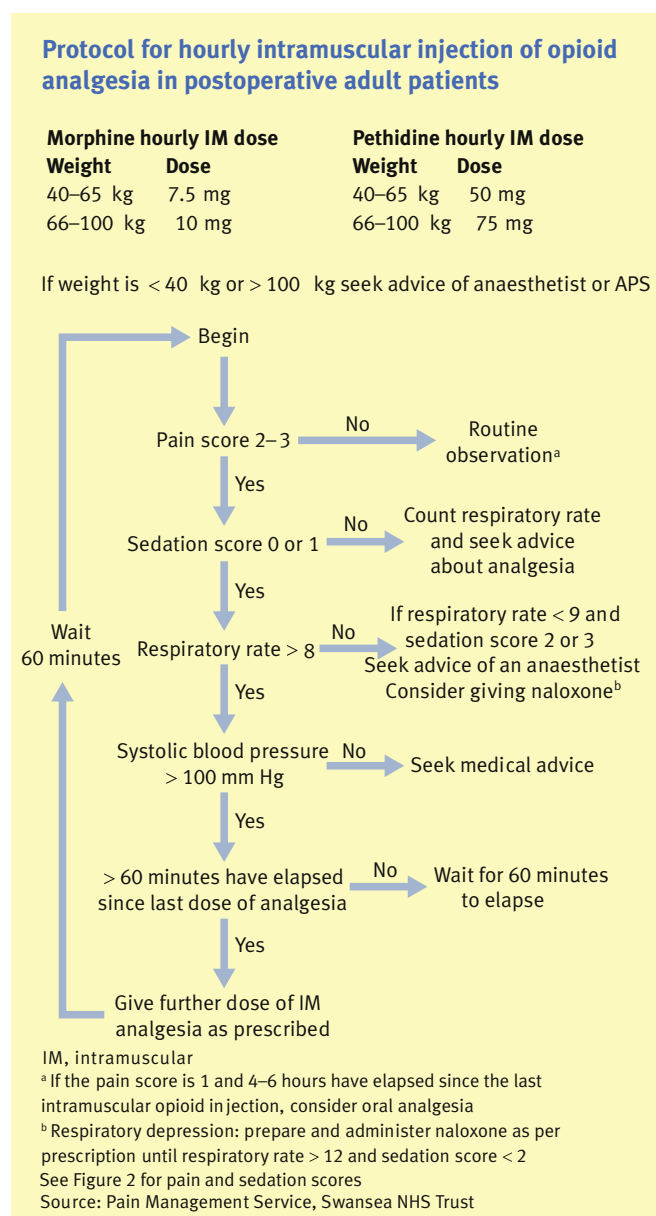 Protocol for hourly intramuscular injection of opioid
analgesia in postoperative adult patients
Morphine hourly IM dose
Weight Dose
40–65 kg 7.5 mg
66–100 kg 10 mg
Pethidine hourly IM dose
Weight Dose
40–65 kg 50 mg
66–100 kg 75 mg
If weight is < 40 kg or > 100 kg seek advice of anaesthetist or APS
Begin
Pain score 2–3
No
Routine
observationᵃ
Yes
Sedation score 0 or 1
No
Count respiratory rate
and seek advice
about analgesia
Yes
Wait
60 minutes
Respiratory rate > 8
No
If respiratory rate < 9 and
sedation score 2 or 3
Seek advice of an anaesthetist
Consider giving naloxoneᵇ
Yes
Systolic blood pressure
> 100 mm Hg
No
Seek medical advice
Yes
> 60 minutes have elapsed
since last dose of analgesia
No
Wait for 60 minutes
to elapse
Yes
Give further dose of IM
analgesia as prescribed
IM, intramuscular
ᵃ If the pain score is 1 and 4–6 hours have elapsed since the last
intramuscular opioid injection, consider oral analgesia
ᵇ Respiratory depression: prepare and administer naloxone as per
prescription until respiratory rate > 12 and sedation score < 2
See Figure 2 for pain and sedation scores
Source: Pain Management Service, Swansea NHS Trust